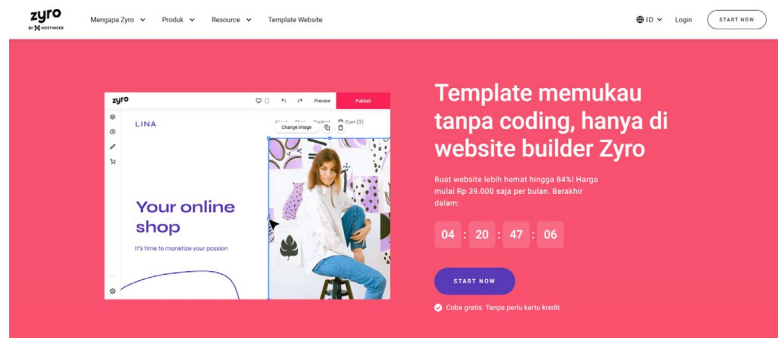 zyro
BY HOSTINGER
Mengapa Zyro
Produk
Resource
Template Website
ID
Login
START NOW
zyro
Preview
Publish
LINA
Cart (3)
Change image
Your online
shop
It's time to monetize your passion
Template memukau
tanpa coding, hanya di
website builder Zyro
Buat website lebih hemat hingga 84%! Harga
mulai Rp 39.000 saja per bulan. Berakhir
dalam:
04 : 20 : 47 : 06
START NOW
Coba gratis. Tanpa perlu kartu kredit